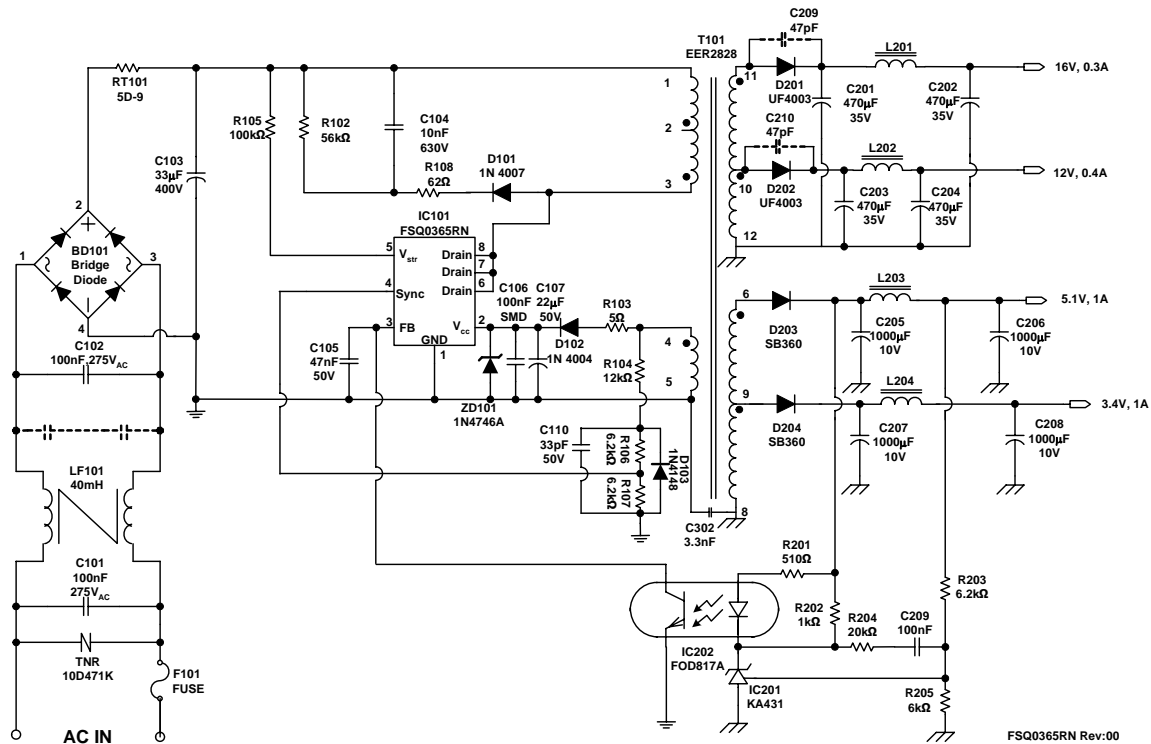 C209
47pF
T101
EER2828
L201
16V, 0.3A
RT101
5D-9
1
11
D201
UF4003
C201
470µF
35V
C202
470µF
35V
R105
100kΩ
R102
56kΩ
C104
10nF
630V
2
C210
47pF
L202
C103
33µF
400V
R108
62Ω
D101
1N 4007
3
10
D202
UF4003
12V, 0.4A
C203
470µF
35V
C204
470µF
35V
2
IC101
FSQ0365RN
12
1
BD101
Bridge
Diode
3
5
Vstr
Drain
8
Drain
7
4
Sync
Drain
6
C106
100nF
SMD
C107
22µF
50V
L203
6
5.1V, 1A
3
FB
Vcc
2
R103
5Ω
D203
SB360
C205
1000µF
10V
C206
1000µF
10V
4
C102
100nF,275VAC
C105
47nF
50V
GND
1
D102
1N 4004
R104
12kΩ
4
5
L204
ZD101
1N4746A
9
3.4V, 1A
D204
SB360
C207
1000µF
10V
C208
1000µF
10V
C110
33pF
50V
R106
6.2kΩ
R107
6.2kΩ
D103
1N4148
LF101
40mH
C302
3.3nF
8
R201
510Ω
C101
100nF
275VAC
R203
6.2kΩ
R202
1kΩ
R204
20kΩ
C209
100nF
TNR
10D471K
F101
FUSE
IC202
FOD817A
IC201
KA431
R205
6kΩ
AC IN
FSQ0365RN Rev:00